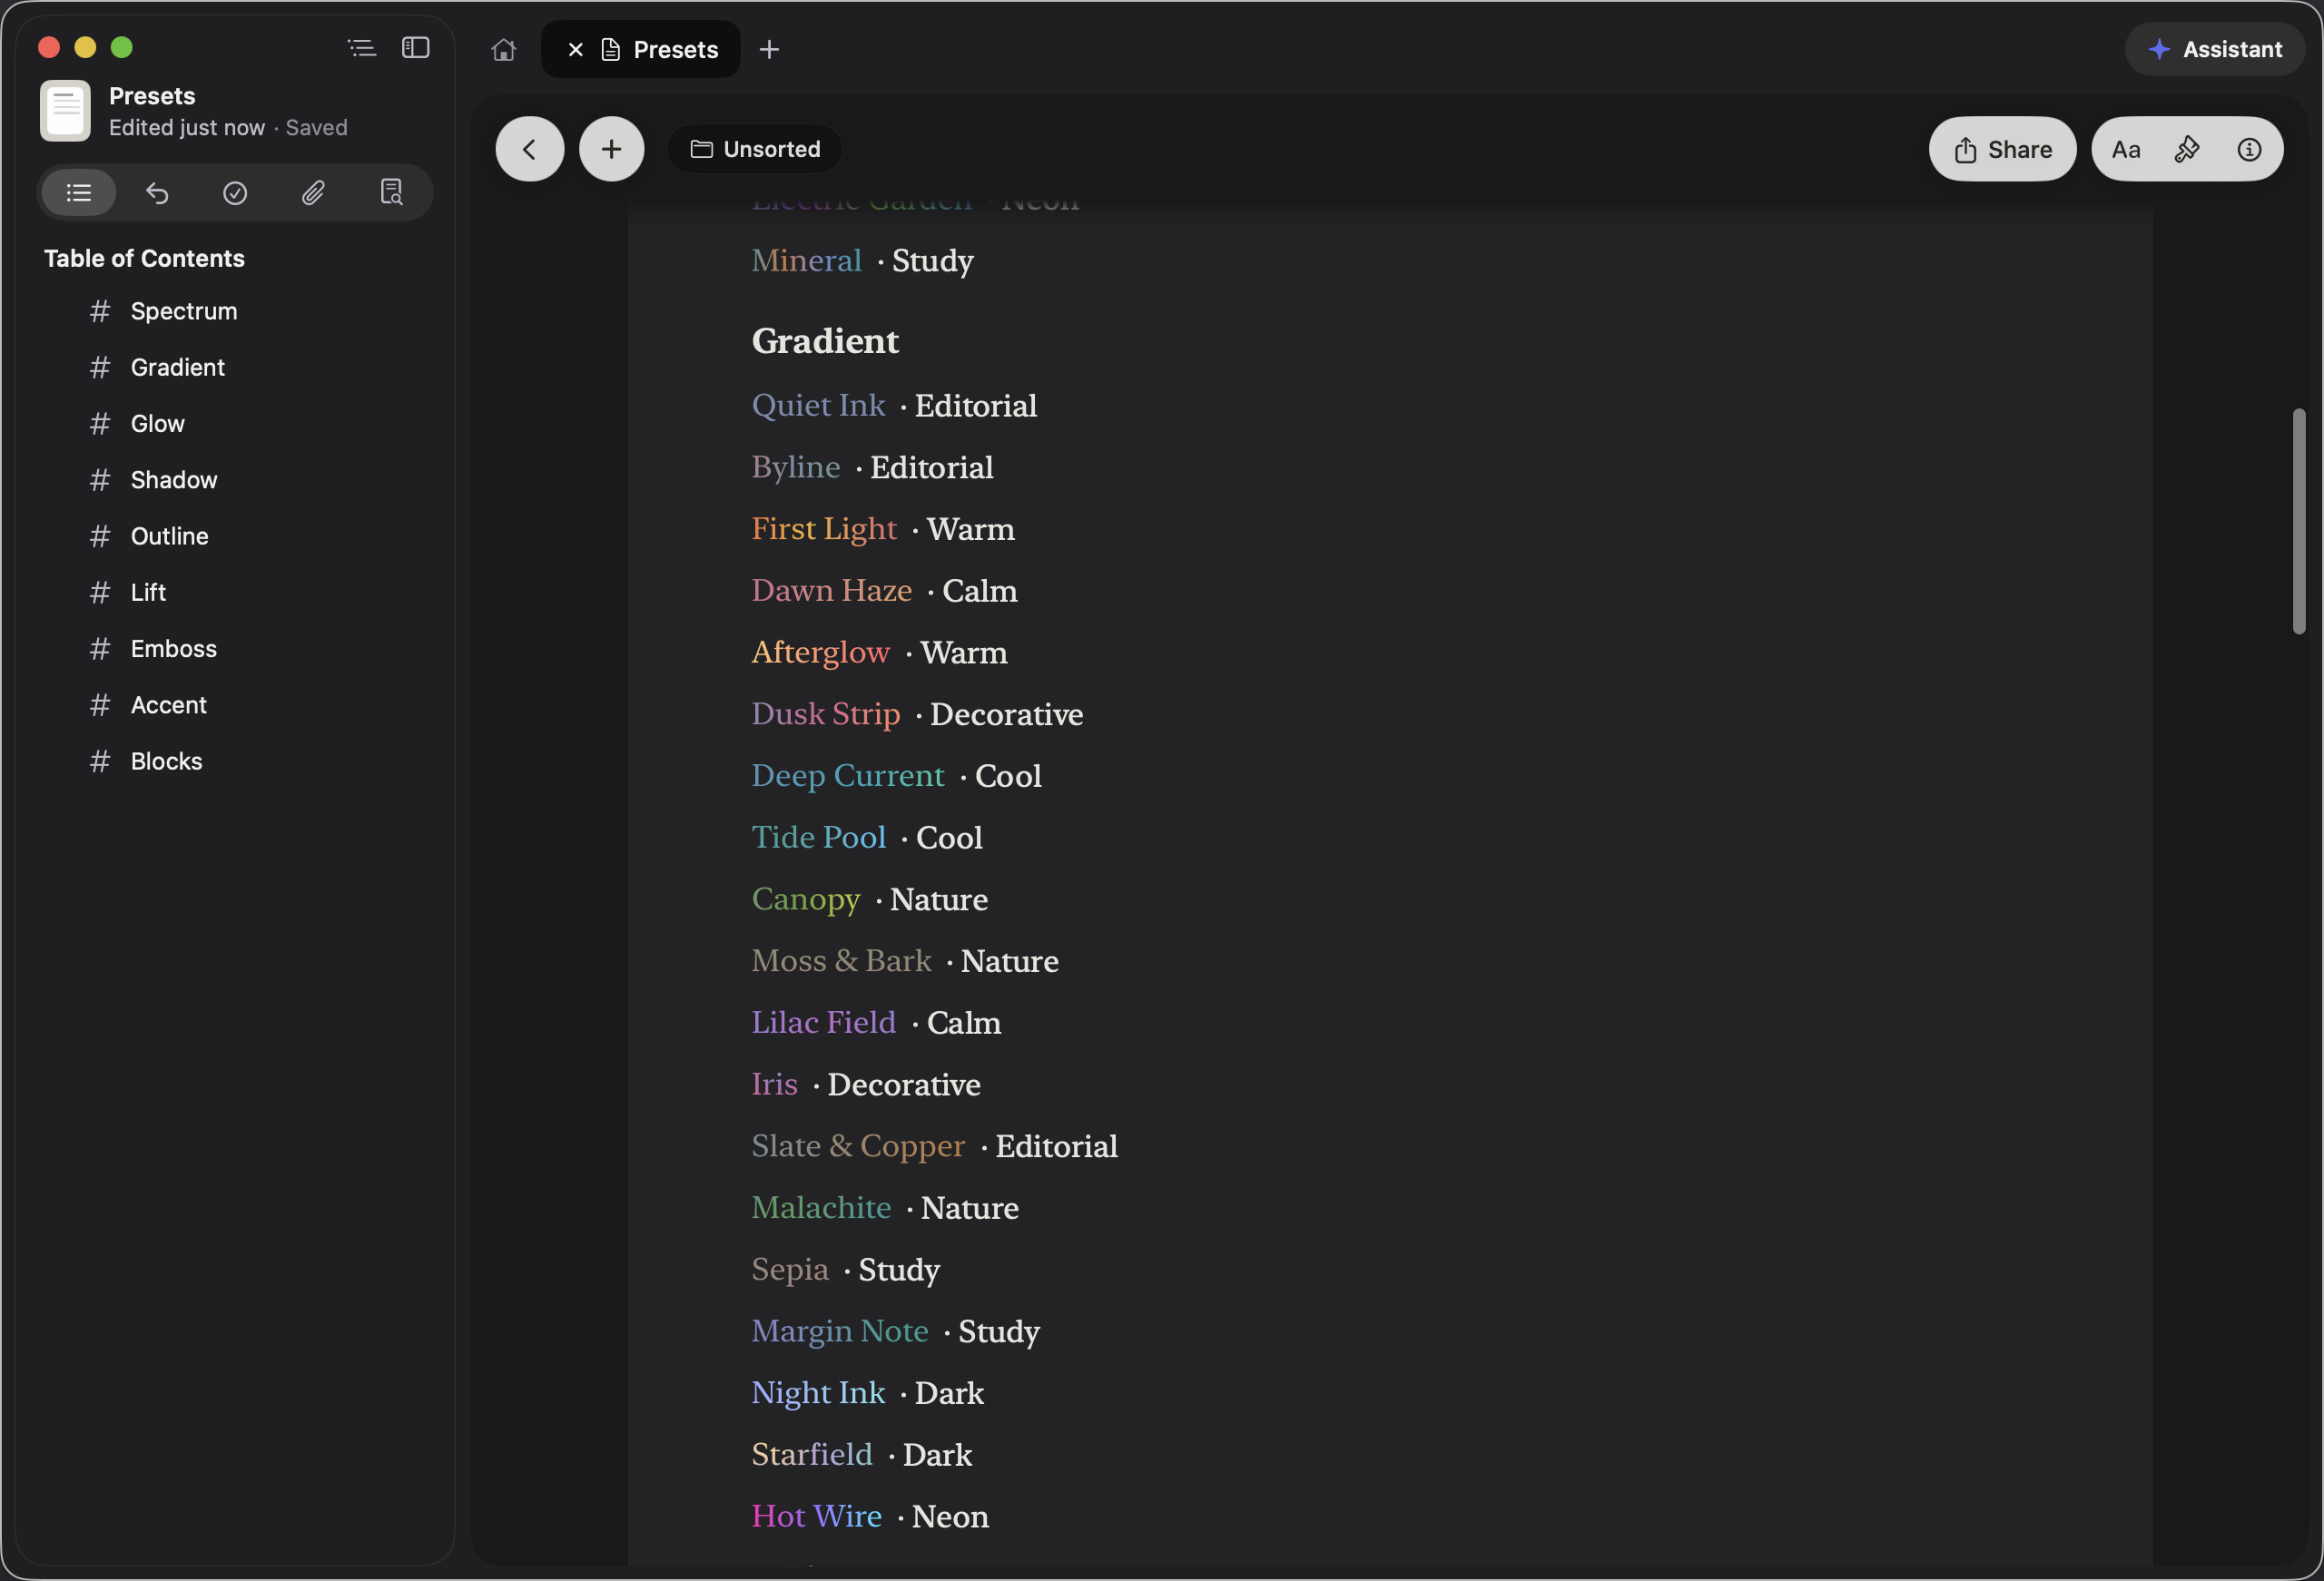 Presets
Edited just now · Saved
Table of Contents
# Spectrum
# Gradient
# Glow
# Shadow
# Outline
# Lift
# Emboss
# Accent
# Blocks
Presets
Assistant
Unsorted
Share
Aa
Electric Garden · Neon
Mineral · Study
Gradient
Quiet Ink · Editorial
Byline · Editorial
First Light · Warm
Dawn Haze · Calm
Afterglow · Warm
Dusk Strip · Decorative
Deep Current · Cool
Tide Pool · Cool
Canopy · Nature
Moss & Bark · Nature
Lilac Field · Calm
Iris · Decorative
Slate & Copper · Editorial
Malachite · Nature
Sepia · Study
Margin Note · Study
Night Ink · Dark
Starfield · Dark
Hot Wire · Neon